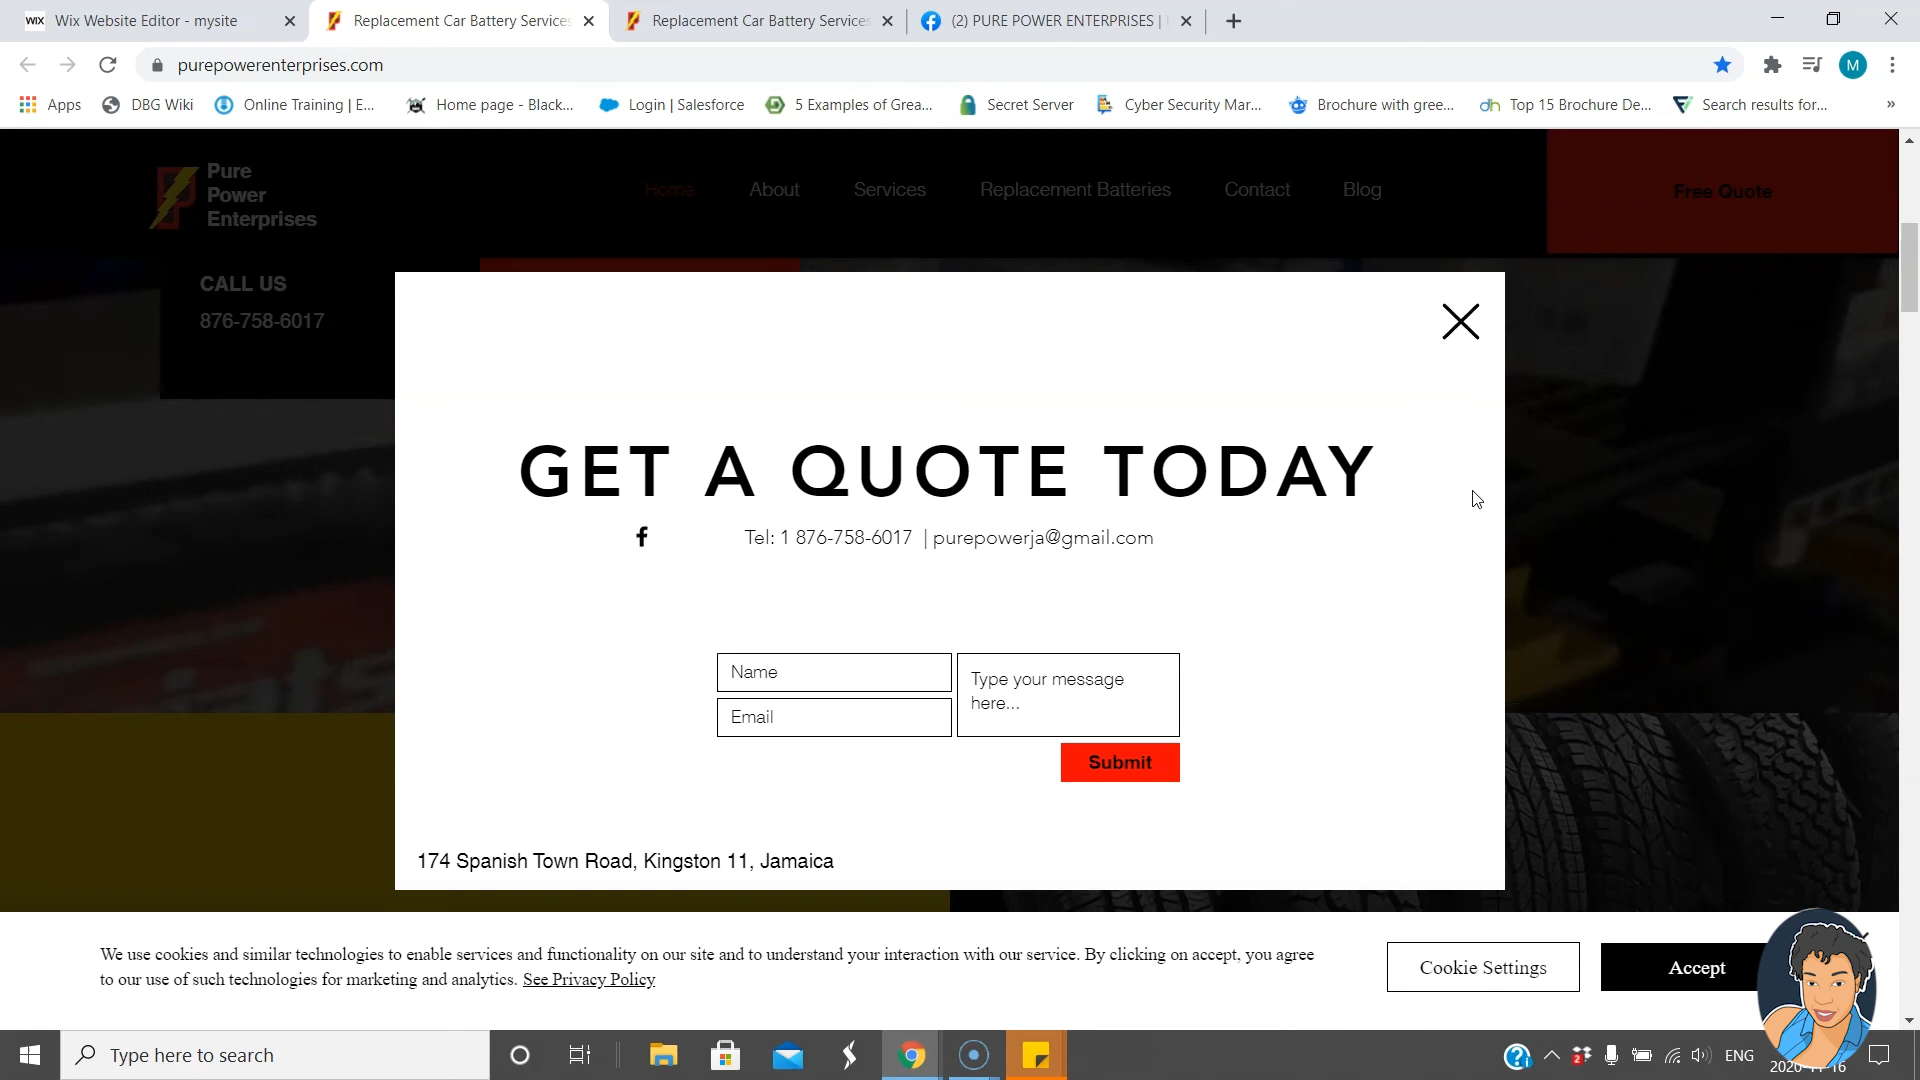 WIX Wix Website Editor - mysite
Replacement Car Battery Services
Replacement Car Battery Services
(2) PURE POWER ENTERPRISES |
purepowerenterprises.com
M
Apps
DBG Wiki
Online Training | E...
Home page - Black...
Login | Salesforce
5 Examples of Grea...
Secret Server
Cyber Security Mar...
Brochure with gree...
Top 15 Brochure De...
Search results for...
»
Pure
Power
Enterprises
Home
About
Services
Replacement Batteries
Contact
Blog
Free Quote
CALL US
876-758-6017
GET A QUOTE TODAY
Tel: 1 876-758-6017 | purepowerja@gmail.com
Name
Email
Type your message
here...
Submit
174 Spanish Town Road, Kingston 11, Jamaica
We use cookies and similar technologies to enable services and functionality on our site and to understand your interaction with our service. By clicking on accept, you agree
to our use of such technologies for marketing and analytics. See Privacy Policy
Cookie Settings
Accept
Type here to search
ENG